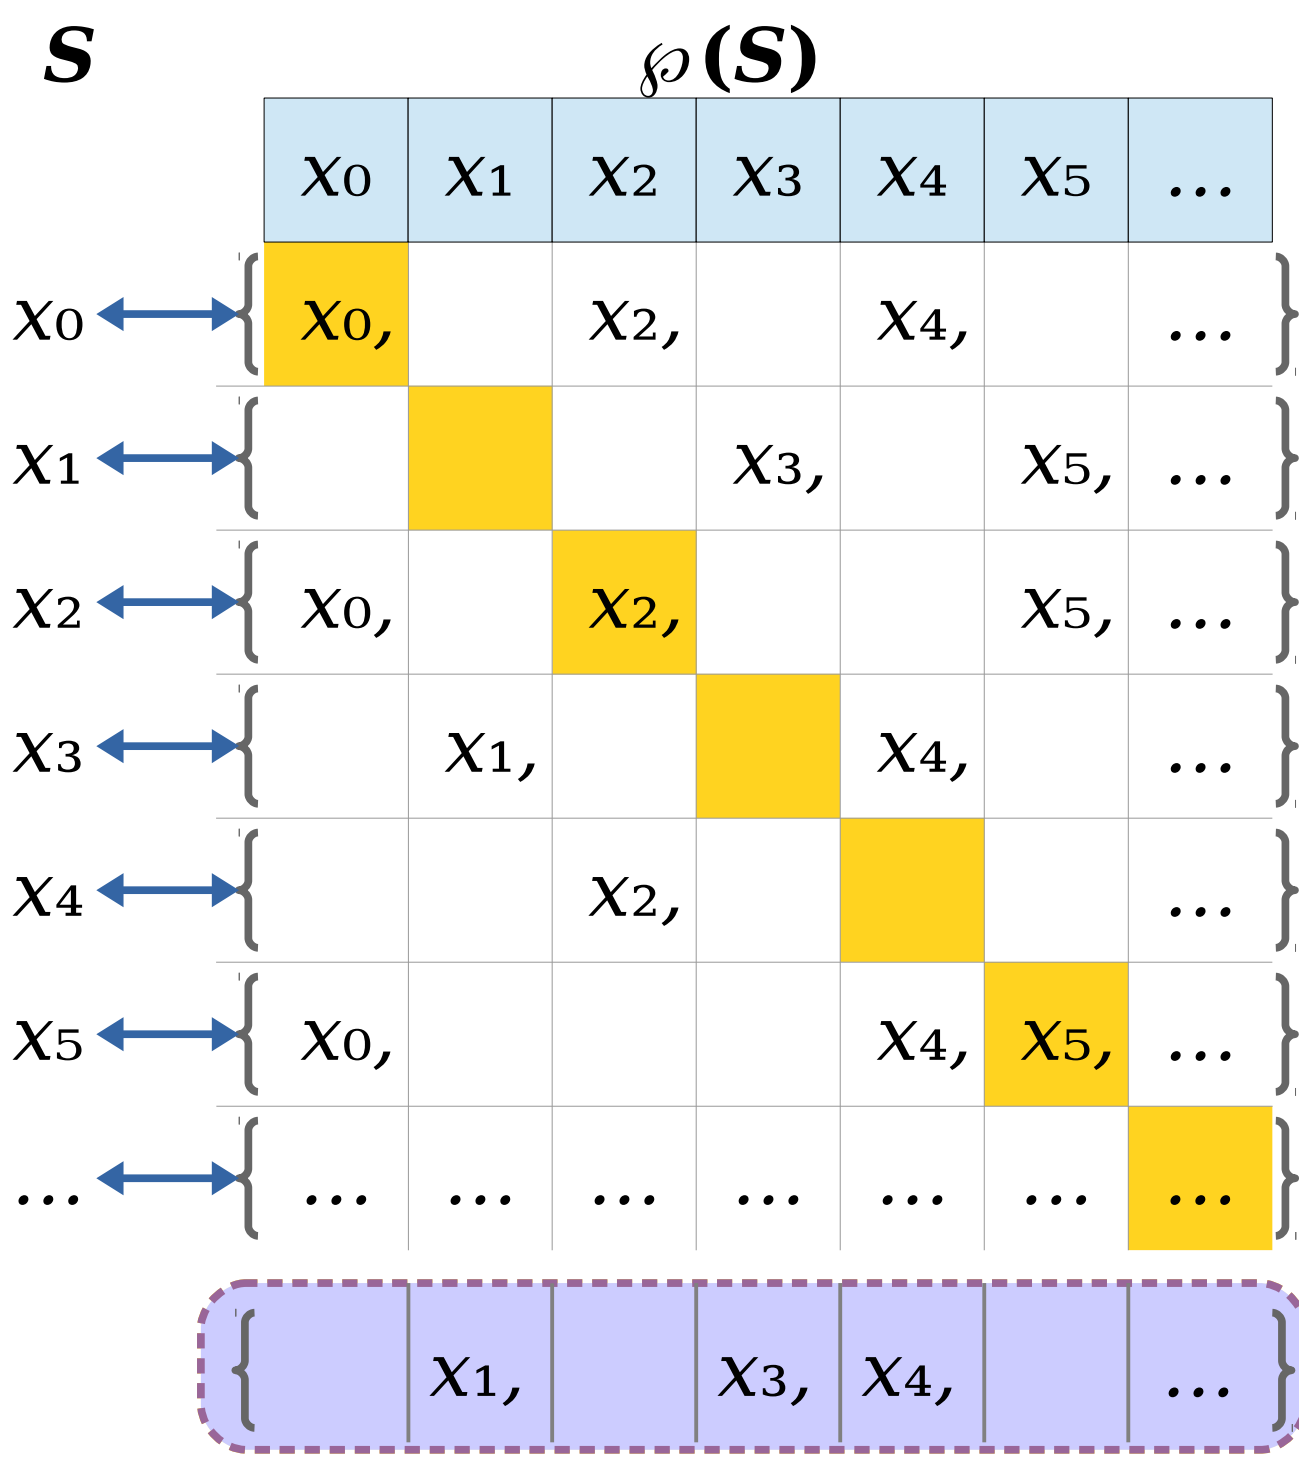 S ℘(S)
x₀ x₁ x₂ x₃ x₄ x₅ ...
x₀ { x₀, x₂, x₄, ... }
x₁ { x₃, x₅, ... }
x₂ { x₀, x₂, x₅, ... }
x₃ { x₁, x₄, ... }
x₄ { x₂, ... }
x₅ { x₀, x₄, x₅, ... }
... { ... ... ... ... ... ... ... }
{ x₁, x₃, x₄, ... }